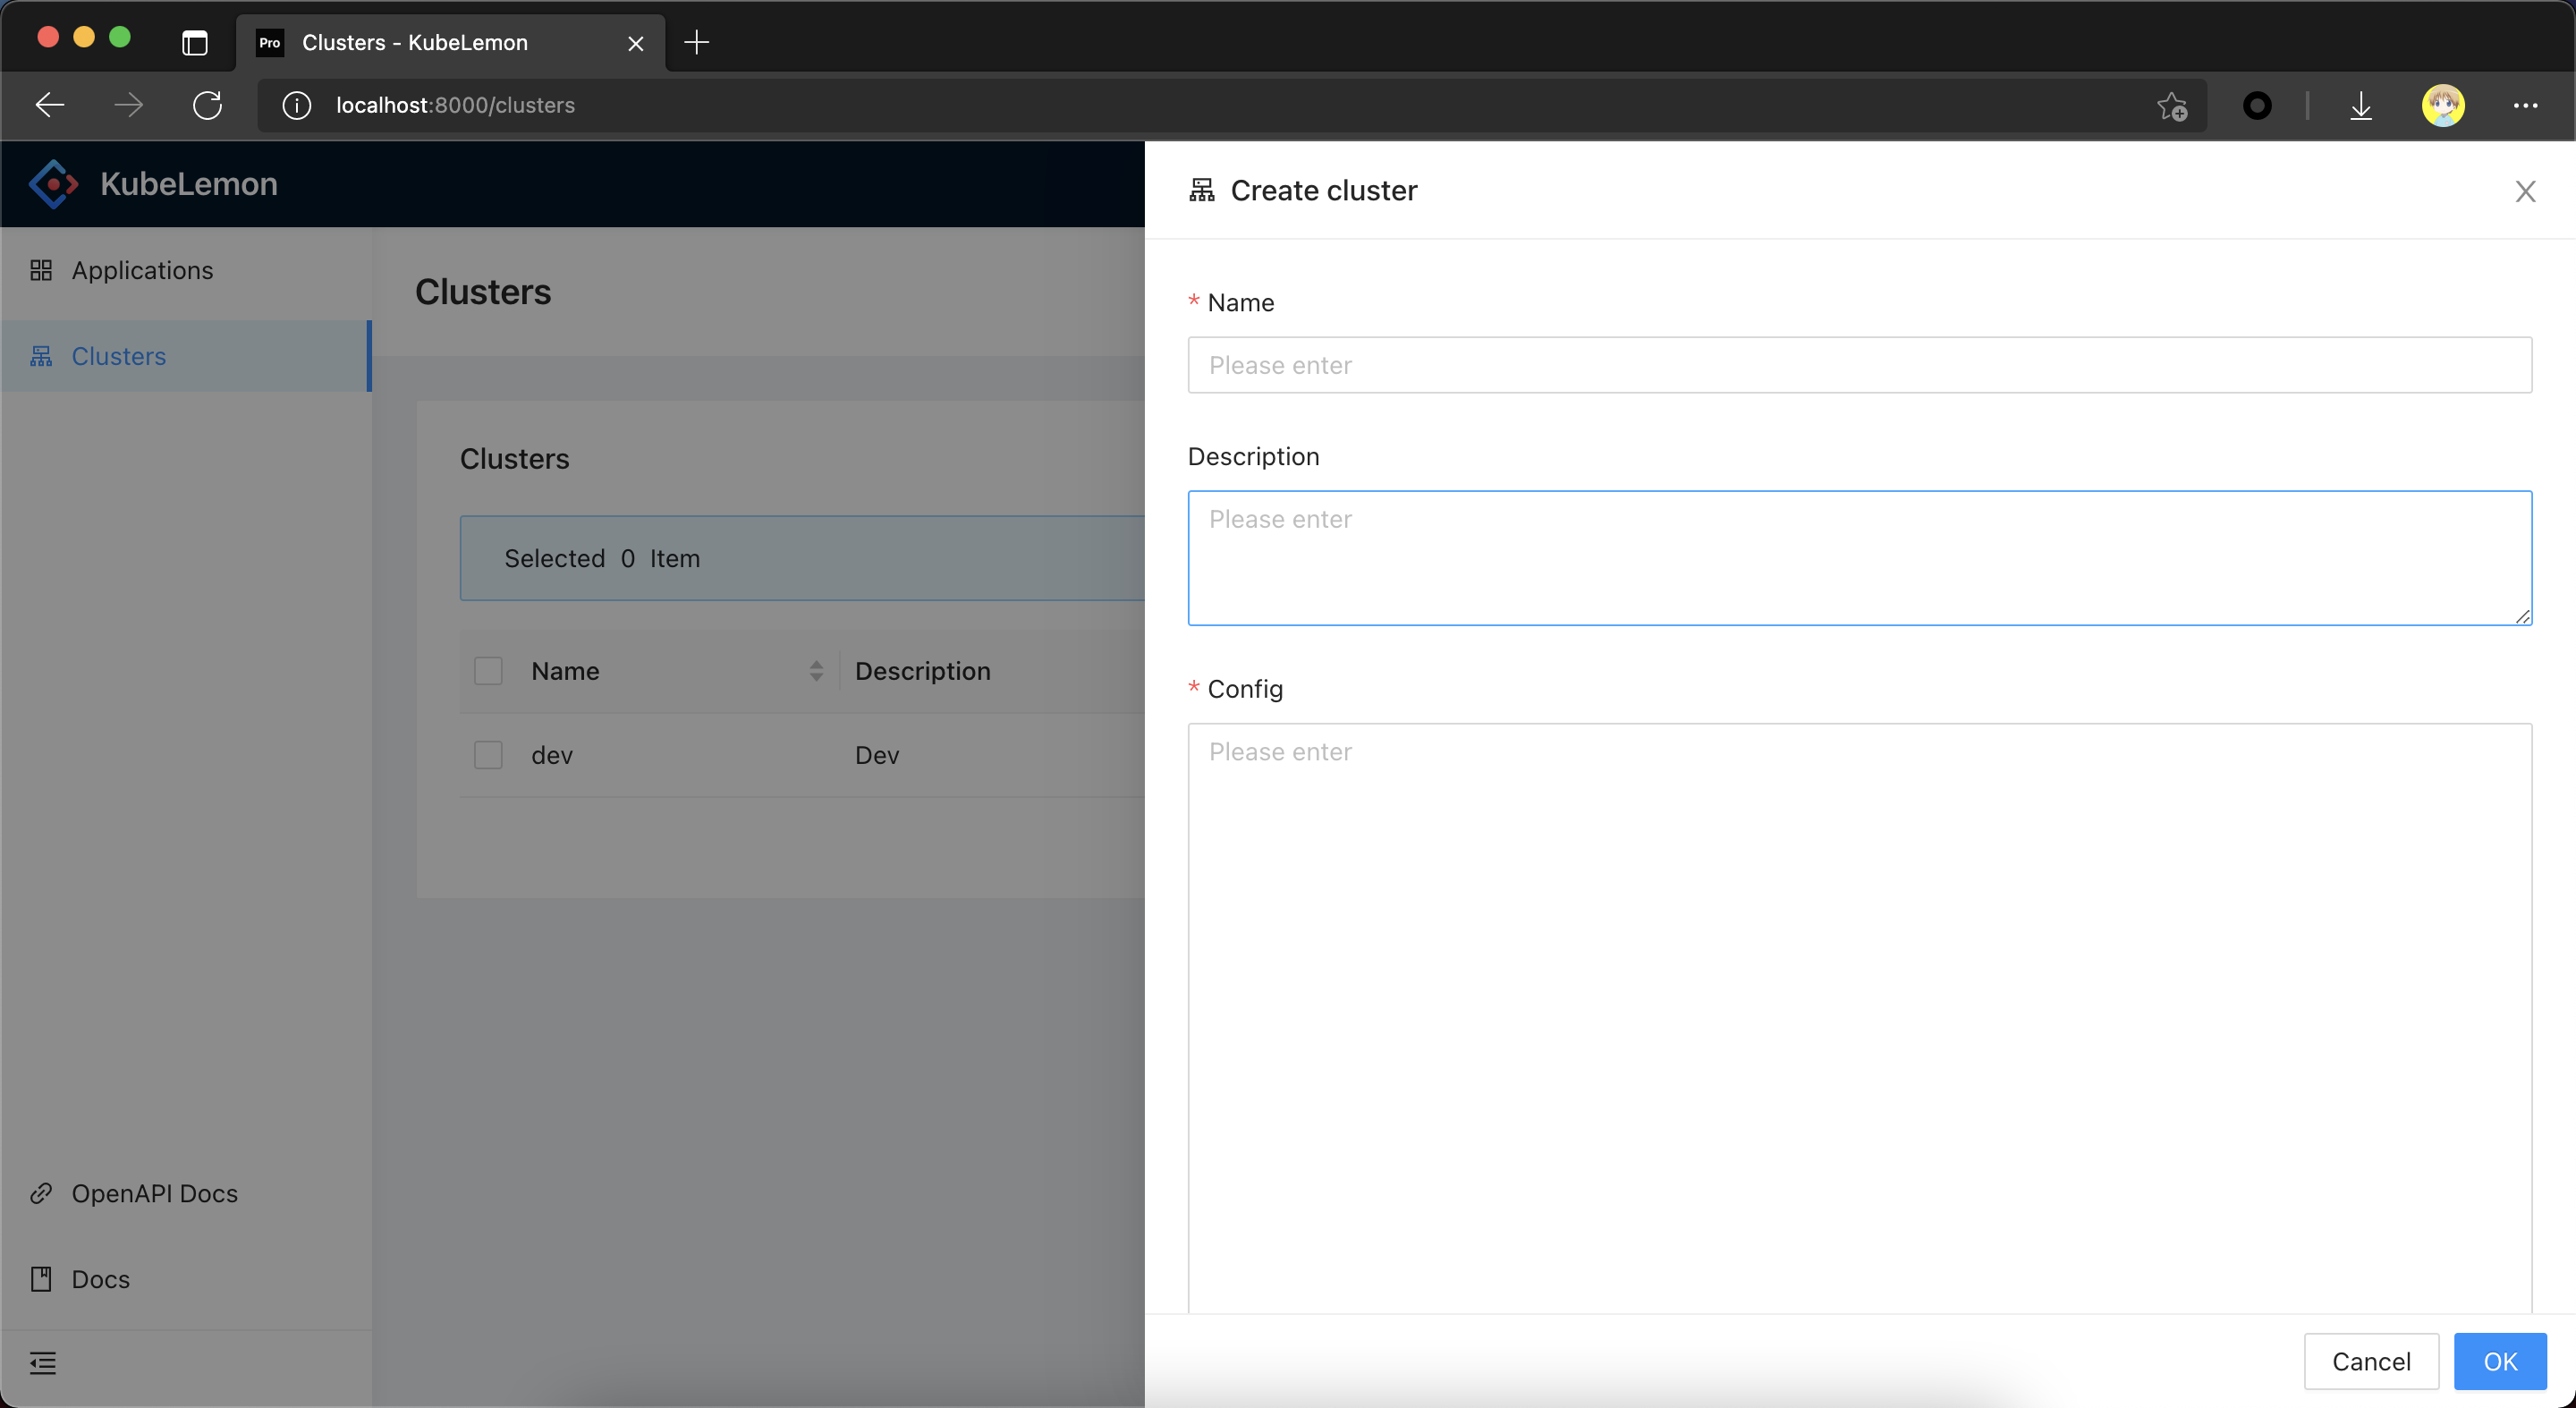 Pro Clusters - KubeLemon
localhost:8000/clusters
KubeLemon
Applications
Clusters
OpenAPI Docs
Docs
Clusters
Clusters
Selected 0 Item
Name Description
dev Dev
Create cluster
* Name
Please enter
Description
Please enter
* Config
Please enter
Cancel OK